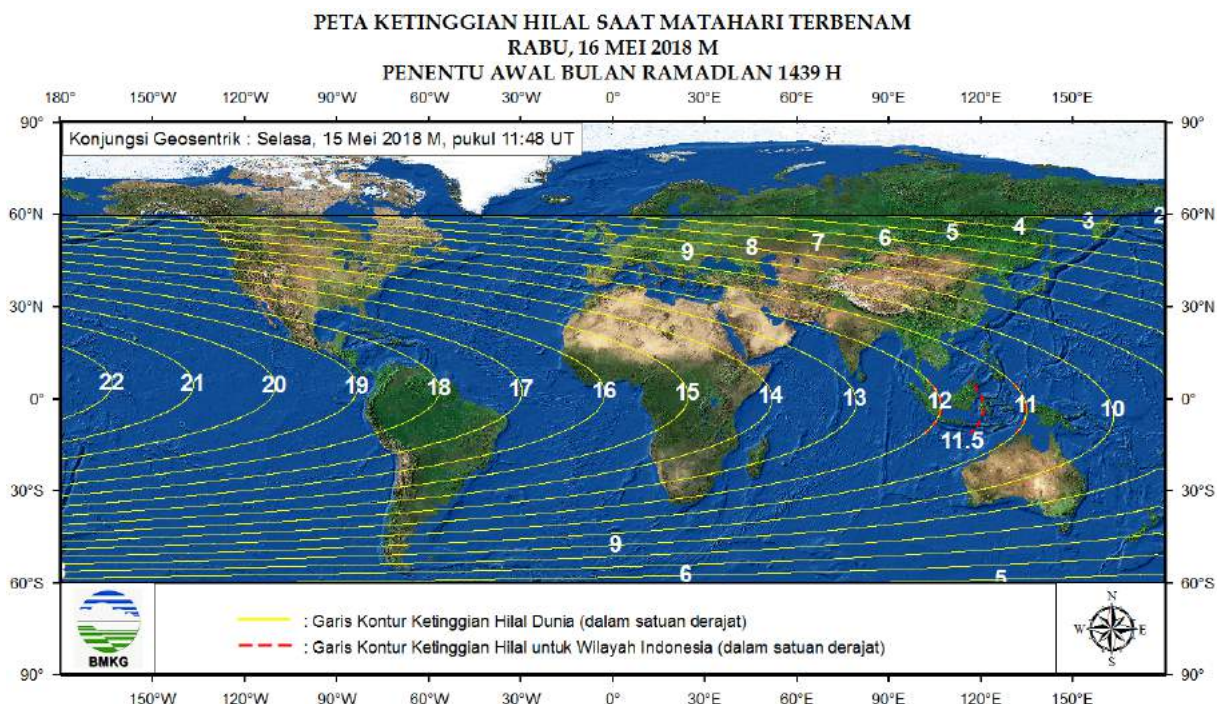 PETA KETINGGIAN HILAL SAAT MATAHARI TERBENAM
RABU, 16 MEI 2018 M
PENENTU AWAL BULAN RAMADLAN 1439 H
180° 150°W 120°W 90°W 60°W 30°W 0° 30°E 60°E 90°E 120°E 150°E
90° 90°
Konjungsi Geosentrik : Selasa, 15 Mei 2018 M, pukul 11:48 UT
60°N 60°N
9 8 7 6 5 4 3 2
30°N 30°N
22 21 20 19 18 17 16 15 14 13 12 11 10
0° 0°
11.5
30°S 30°S
9
6 5
60°S 60°S
: Garis Kontur Ketinggian Hilal Dunia (dalam satuan derajat)
: Garis Kontur Ketinggian Hilal untuk Wilayah Indonesia (dalam satuan derajat)
BMKG
N
W E
S
90° 90°
150°W 120°W 90°W 60°W 30°W 0° 30°E 60°E 90°E 120°E 150°E